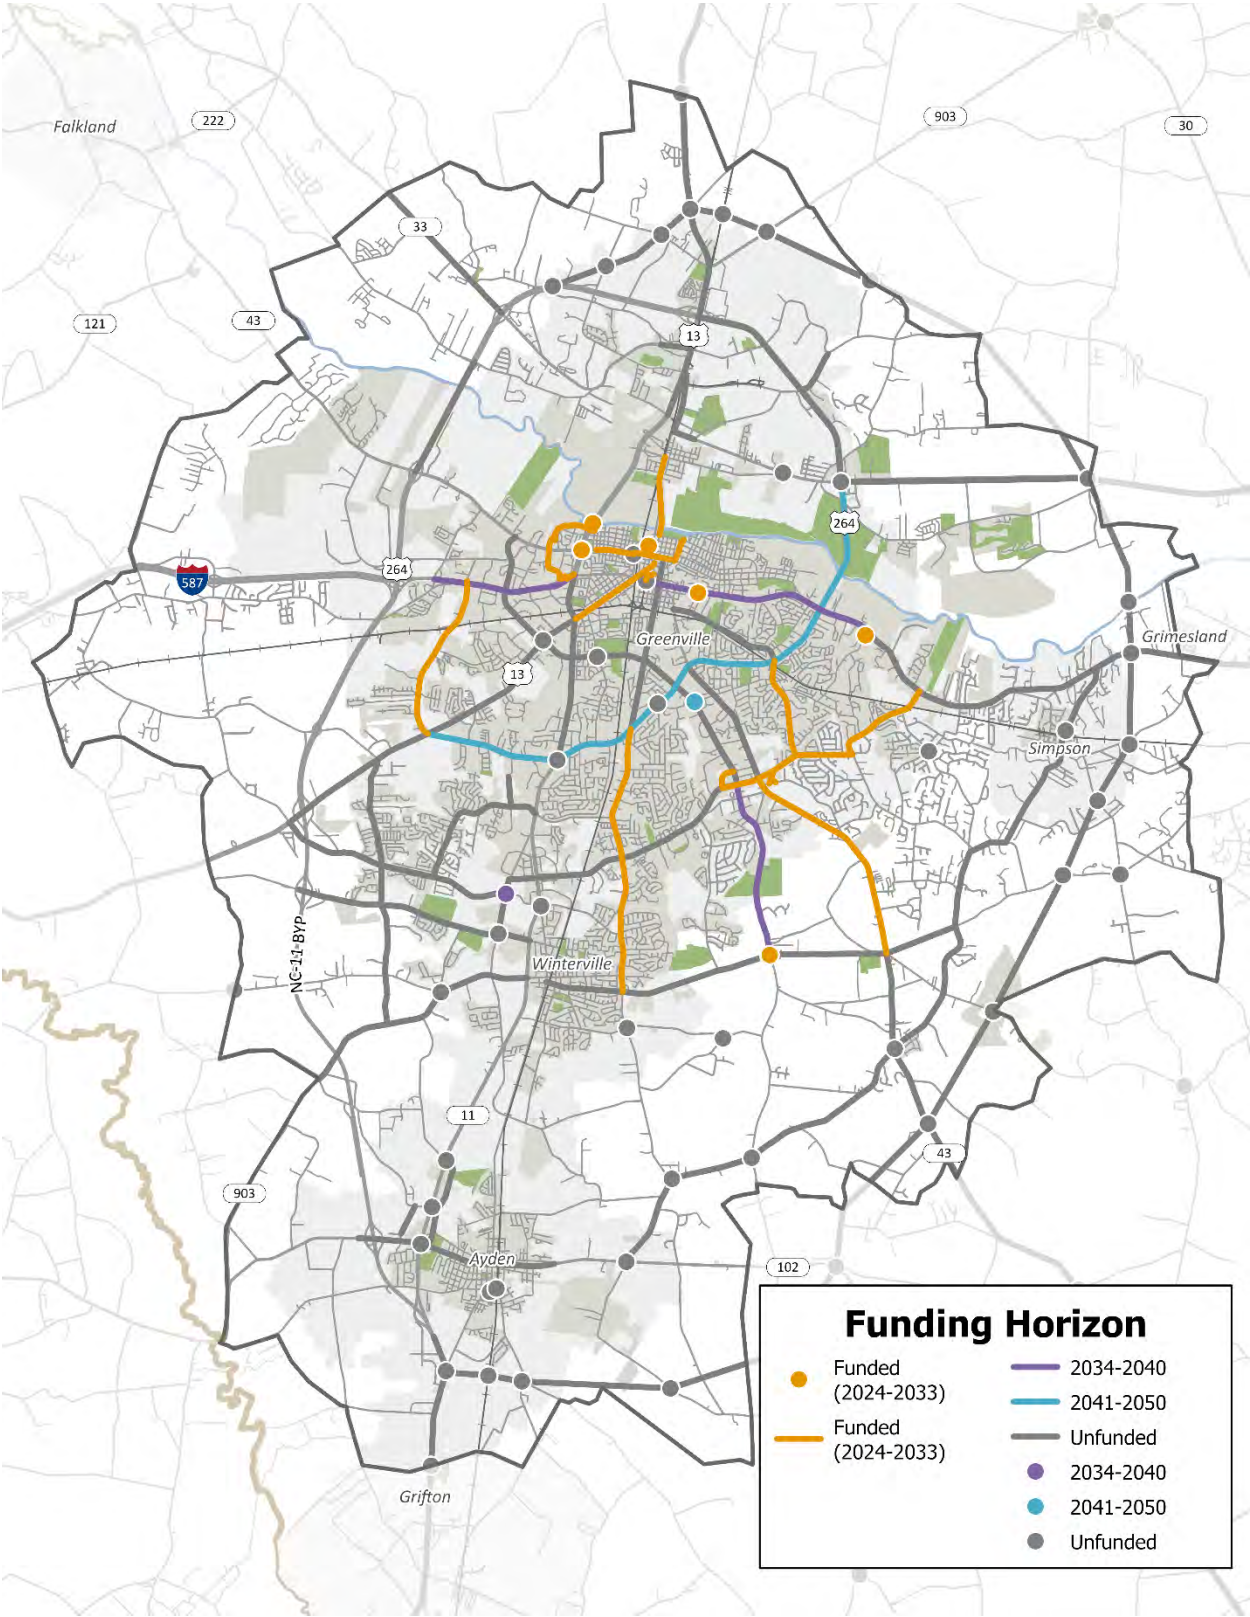 Falkland
222
903
30
33
121
43
13
264
264
587
Greenville
Grimesland
13
Simpson
NC-11-BYP
Winterville
11
43
903
Ayden
102
Grifton
Funding Horizon
Funded
(2024-2033)
Funded
(2024-2033)
2034-2040
2041-2050
Unfunded
2034-2040
2041-2050
Unfunded